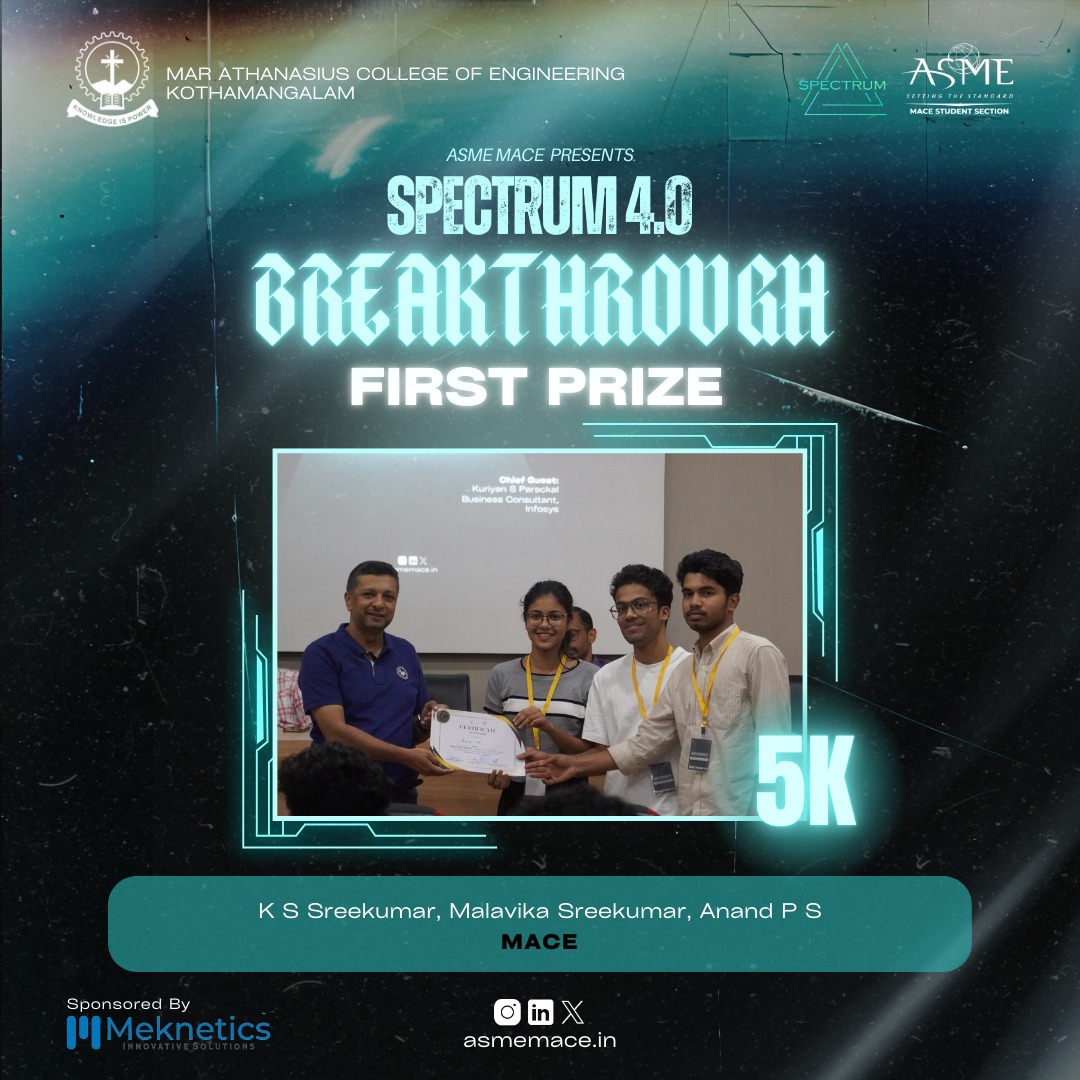 MAR ATHANASIUS COLLEGE OF ENGINEERING
KOTHAMANGALAM
KNOWLEDGE IS POWER
SPECTRUM
ASME
SETTING THE STANDARD
MACE STUDENT SECTION
ASME MACE PRESENTS
SPECTRUM 4.0
BREAKTHROUGH
FIRST PRIZE
Chief Guest:
Kuriyan S Parackal
Business Consultant,
Infosys
CERTIFICATE
5K
K S Sreekumar, Malavika Sreekumar, Anand P S
MACE
Sponsored By
Meknetics
INNOVATIVE SOLUTIONS
asmemace.in